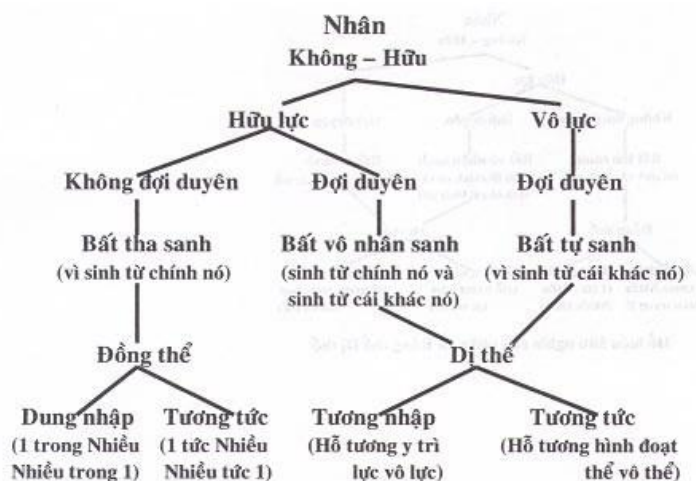 Nhân
Không – Hữu
Hữu lực Vô lực
Không đợi duyên Đợi duyên Đợi duyên
Bất tha sanh Bất vô nhân sanh Bất tự sanh
(vì sinh từ chính nó) (sinh từ chính nó và (vì sinh từ cái khác nó)
sinh từ cái khác nó)
Đồng thể Dị thể
Dung nhập Tương tức Tương nhập Tương tức
(1 trong Nhiều (1 tức Nhiều (Hỗ tương y trì (Hỗ tương hình đoạt
Nhiều trong 1) Nhiều tức 1) lực vô lực) thể vô thể)